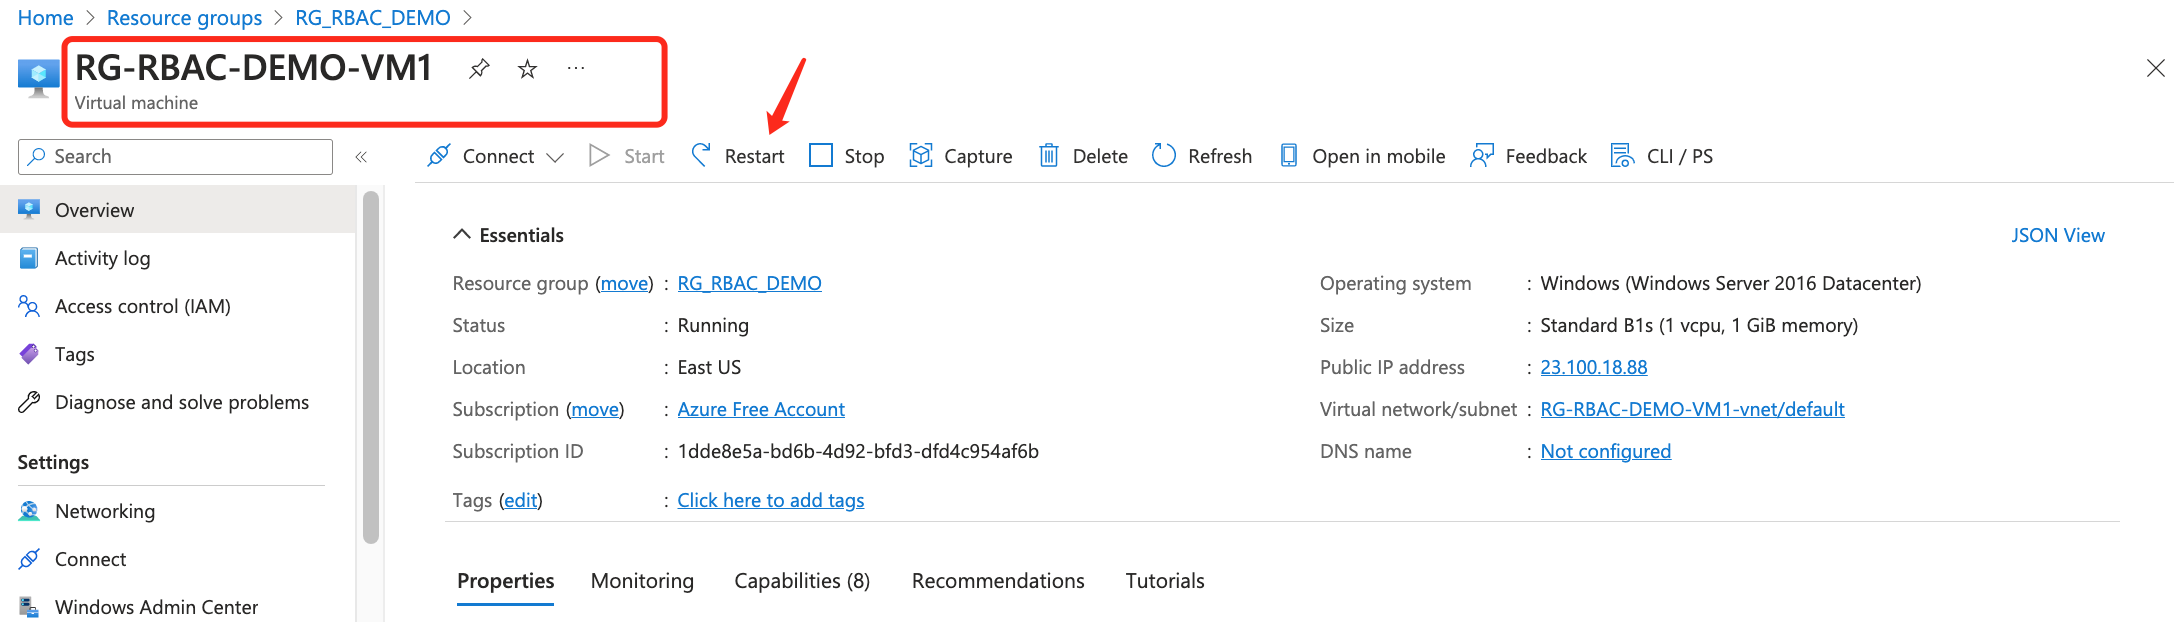 Home > Resource groups > RG_RBAC_DEMO >
RG-RBAC-DEMO-VM1
Virtual machine
Search
Connect Start Restart Stop Capture Delete Refresh Open in mobile Feedback CLI / PS
Overview
Activity log
Access control (IAM)
Tags
Diagnose and solve problems
Settings
Networking
Connect
Windows Admin Center
Essentials
JSON View
Resource group (move) : RG_RBAC_DEMO
Status : Running
Location : East US
Subscription (move) : Azure Free Account
Subscription ID : 1dde8e5a-bd6b-4d92-bfd3-dfd4c954af6b
Tags (edit) : Click here to add tags
Operating system : Windows (Windows Server 2016 Datacenter)
Size : Standard B1s (1 vcpu, 1 GiB memory)
Public IP address : 23.100.18.88
Virtual network/subnet : RG-RBAC-DEMO-VM1-vnet/default
DNS name : Not configured
Properties Monitoring Capabilities (8) Recommendations Tutorials